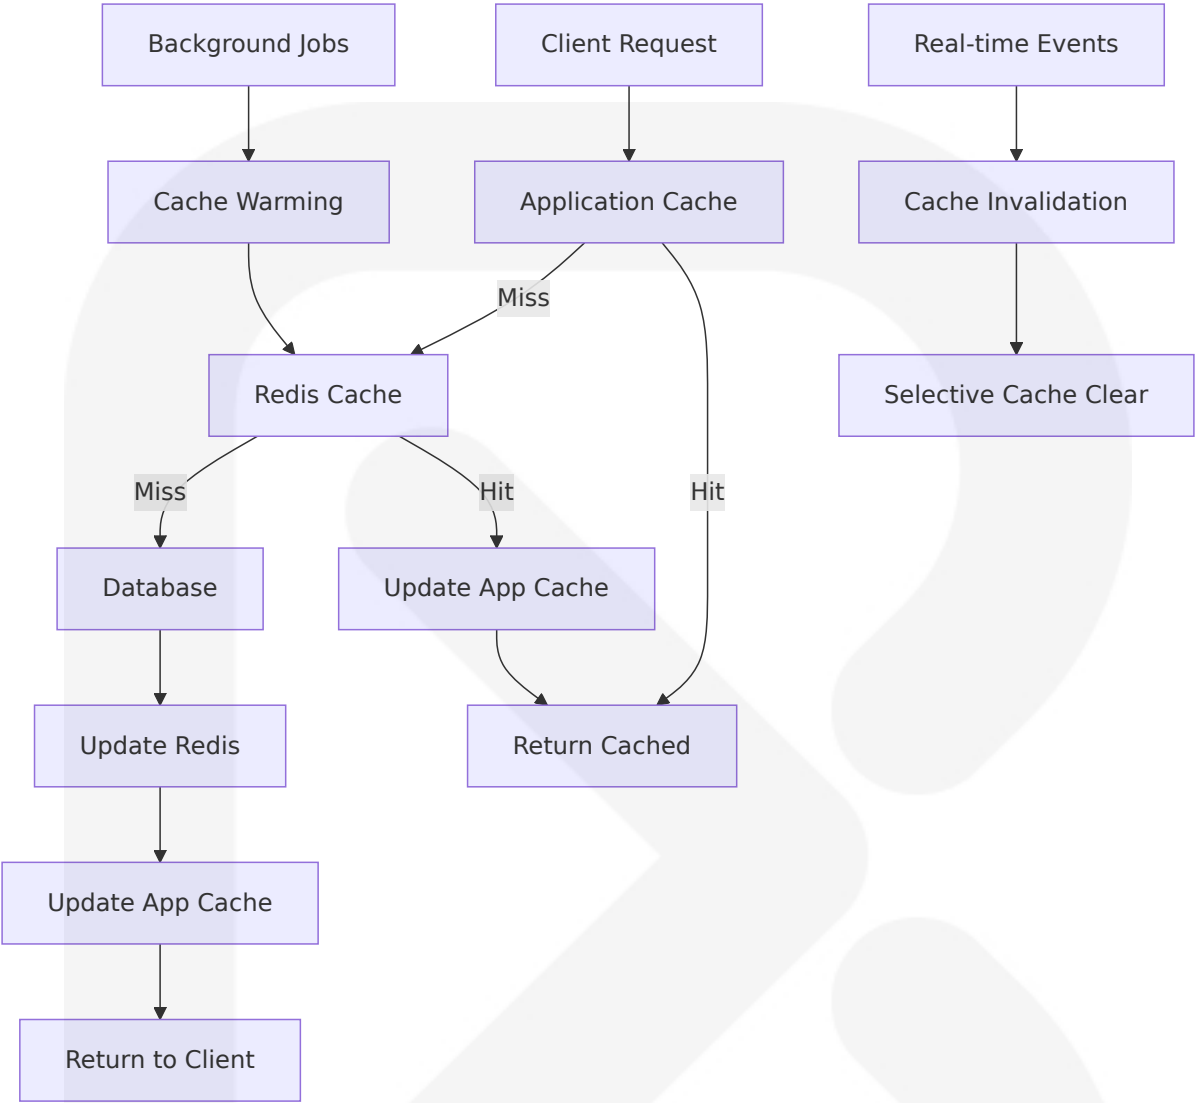 Background Jobs
Client Request
Real-time Events
Cache Warming
Application Cache
Cache Invalidation
Miss
Redis Cache
Selective Cache Clear
Miss
Hit
Hit
Database
Update App Cache
Update Redis
Return Cached
Update App Cache
Return to Client